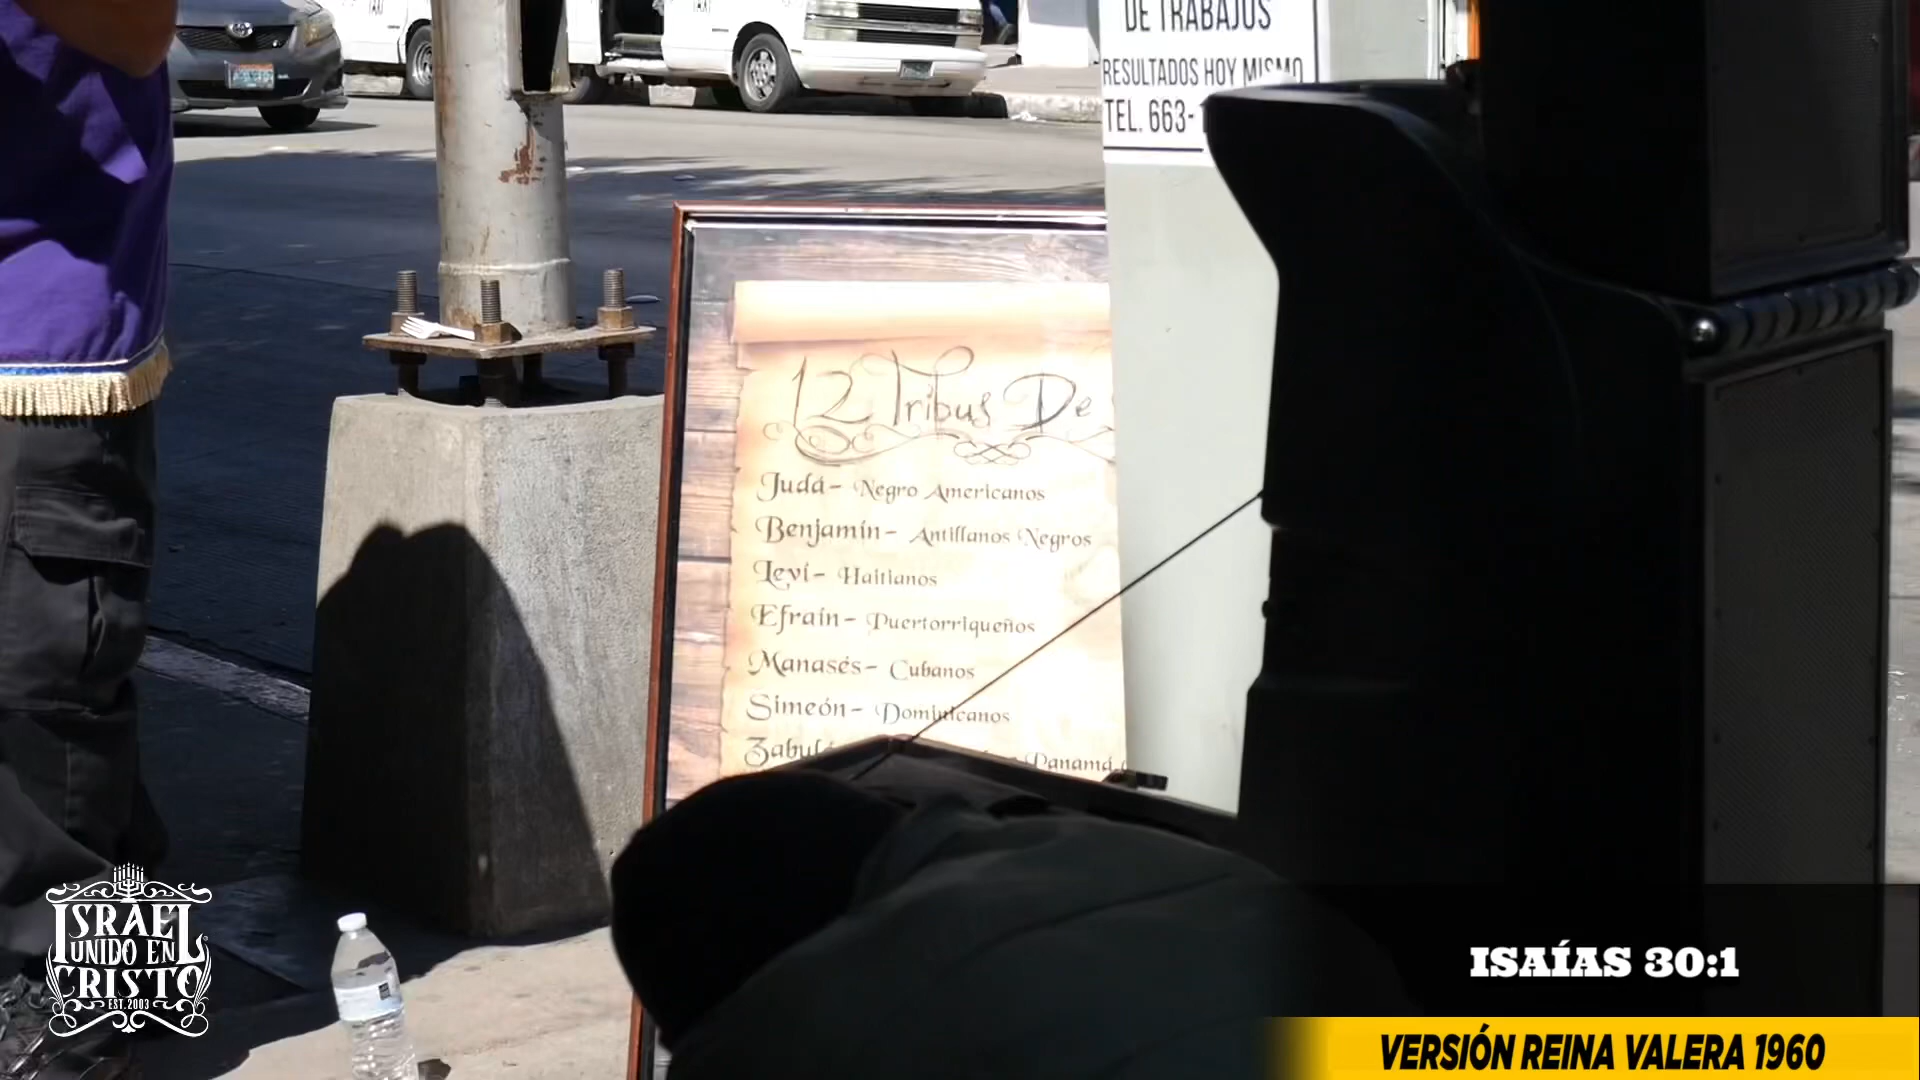 DE TRABAJOS
RESULTADOS HOY MISMO
TEL. 663-
12 Tribus De
Judá- Negro Americanos
Benjamín- Antillanos Negros
Leví- Haitianos
Efraín- Puertorriqueños
Manasés- Cubanos
Simeón- Dominicanos
Panamá
ISRAEL
UNIDO EN
CRISTO
EST. 2003
ISAÍAS 30:1
VERSIÓN REINA VALERA 1960